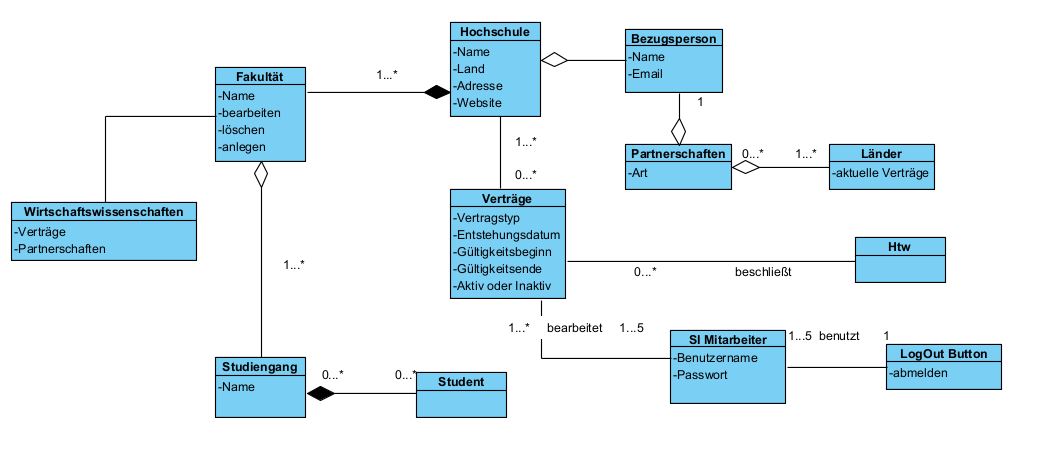 Hochschule
-Name
-Land
-Adresse
-Website
Bezugsperson
-Name
-Email
1...*
Fakultät
-Name
-bearbeiten
-löschen
-anlegen
1
1...*
0...*
Partnerschaften
-Art
0...*
1...*
Länder
-aktuelle Verträge
Verträge
-Vertragstyp
-Entstehungsdatum
-Gültigkeitsbeginn
-Gültigkeitsende
-Aktiv oder Inaktiv
Wirtschaftswissenschaften
-Verträge
-Partnerschaften
Htw
0...*
beschließt
1...*
1...*
bearbeitet
1...5
SI Mitarbeiter
-Benutzername
-Passwort
1...5
benutzt
1
LogOut Button
-abmelden
Studiengang
-Name
0...*
0...*
Student